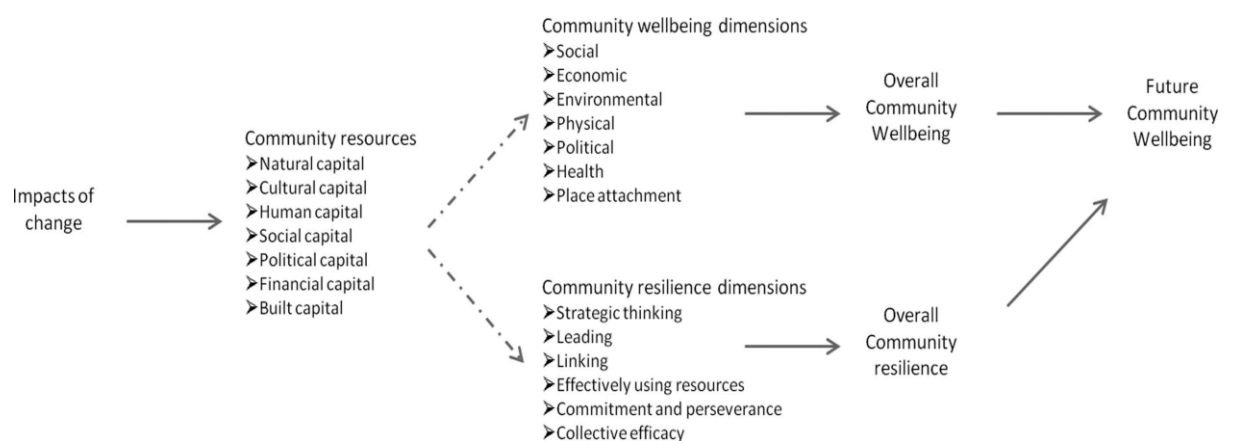 Impacts of
change
Community resources
➢Natural capital
➢Cultural capital
➢Human capital
➢Social capital
➢Political capital
➢Financial capital
➢Built capital
Community wellbeing dimensions
➢Social
➢Economic
➢Environmental
➢Physical
➢Political
➢Health
➢Place attachment
Overall
Community
Wellbeing
Community resilience dimensions
➢Strategic thinking
➢Leading
➢Linking
➢Effectively using resources
➢Commitment and perseverance
➢Collective efficacy
Overall
Community
resilience
Future
Community
Wellbeing